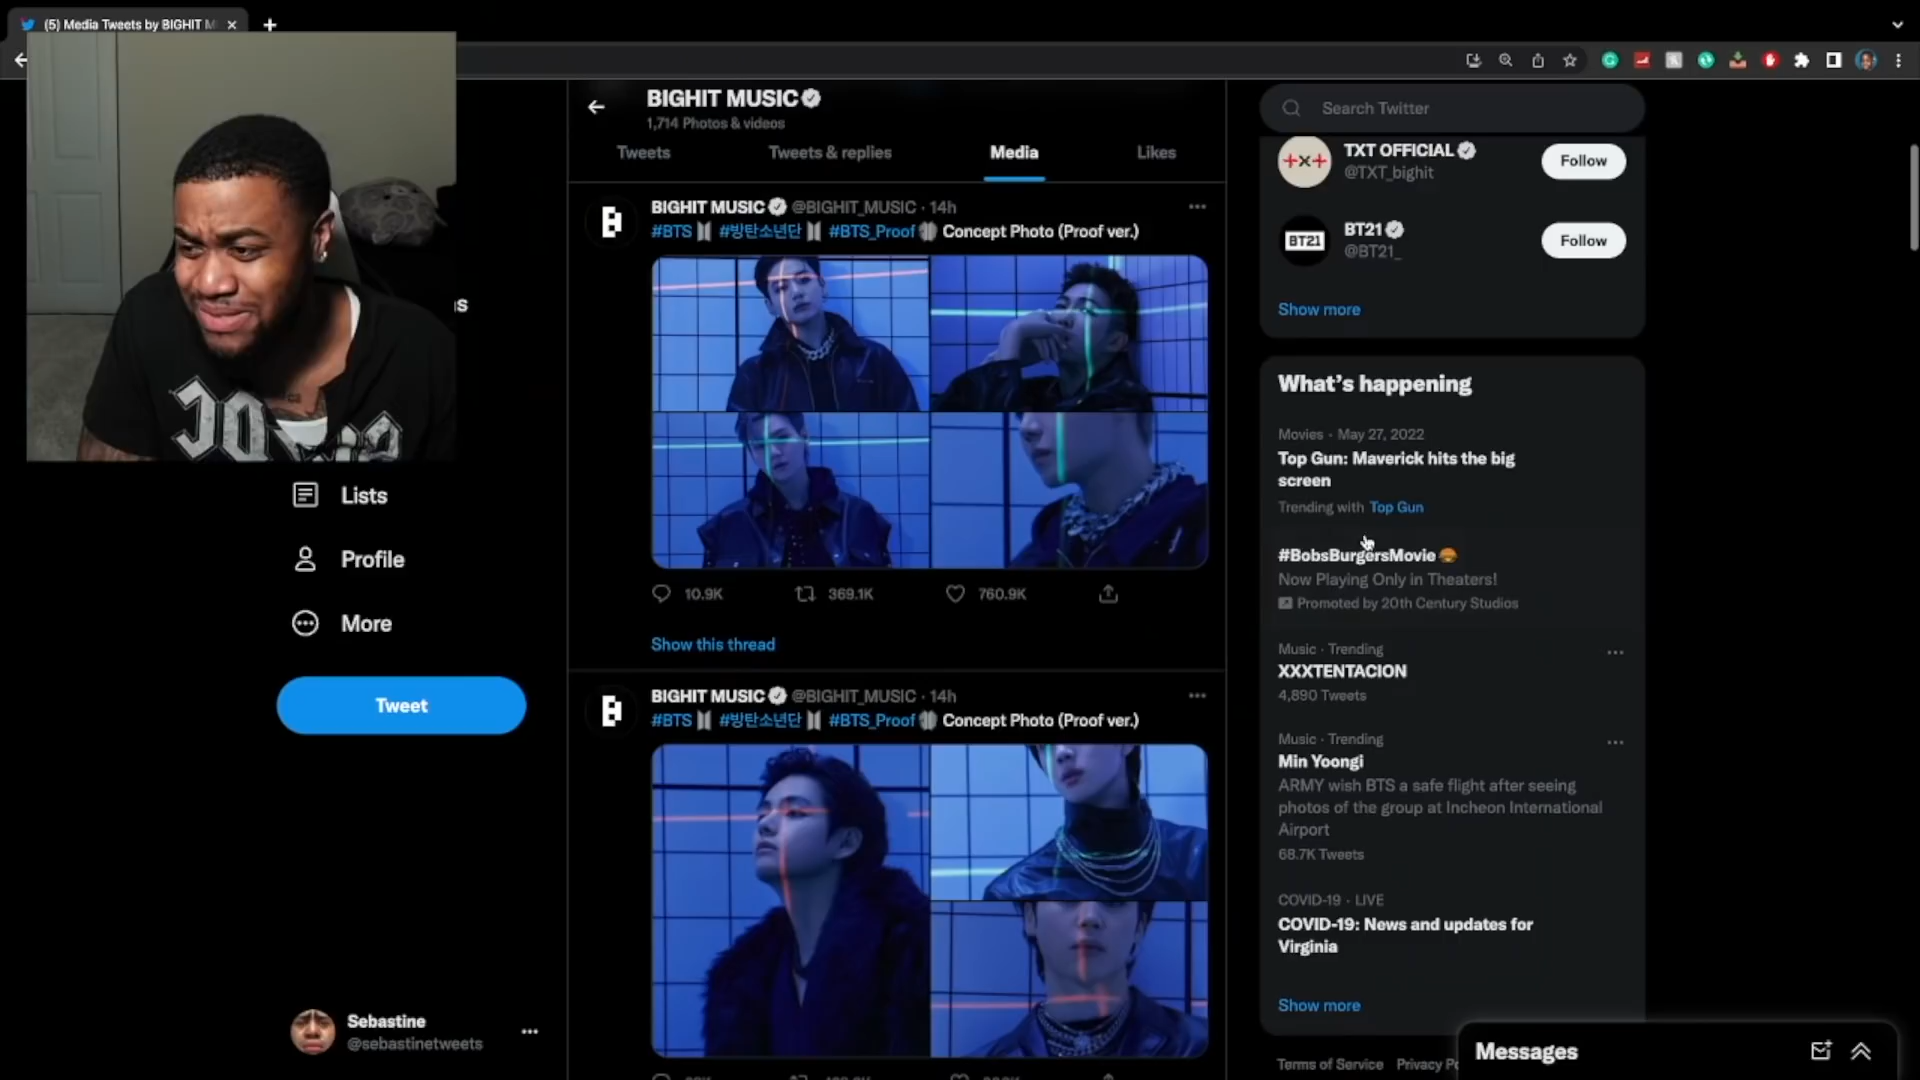 (5) Media Tweets by BIGHIT M
BIGHIT MUSIC
1,714 Photos & videos
Tweets
Tweets & replies
Media
Likes
BIGHIT MUSIC @BIGHIT_MUSIC · 14h
#BTS #방탄소년단 #BTS_Proof Concept Photo (Proof ver.)
10.9K
369.1K
760.9K
Show this thread
BIGHIT MUSIC @BIGHIT_MUSIC · 14h
#BTS #방탄소년단 #BTS_Proof Concept Photo (Proof ver.)
Lists
Profile
More
Tweet
Sebastine
@sebastinetweets
Search Twitter
+x+
TXT OFFICIAL
@TXT_bighit
Follow
BT21
BT21
@BT21_
Follow
Show more
What's happening
Movies · May 27, 2022
Top Gun: Maverick hits the big
screen
Trending with Top Gun
#BobsBurgersMovie
Now Playing Only in Theaters!
Promoted by 20th Century Studios
Music · Trending
XXXTENTACION
4,890 Tweets
Music · Trending
Min Yoongi
ARMY wish BTS a safe flight after seeing
photos of the group at Incheon International
Airport
68.7K Tweets
COVID-19 · LIVE
COVID-19: News and updates for
Virginia
Show more
Terms of Service
Messages